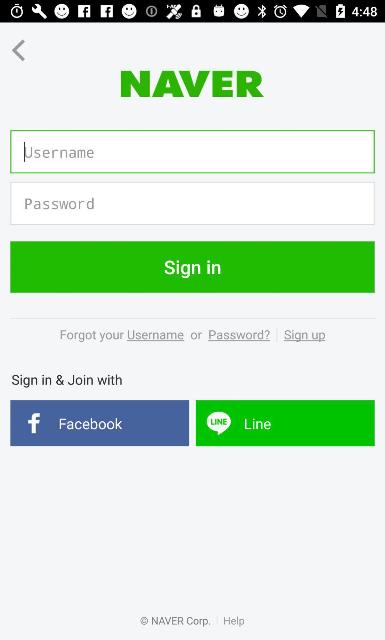 4:48
NAVER
Username
Password
Sign in
Forgot your Username or Password? Sign up
Sign in & Join with
Facebook
LINE Line
© NAVER Corp. Help